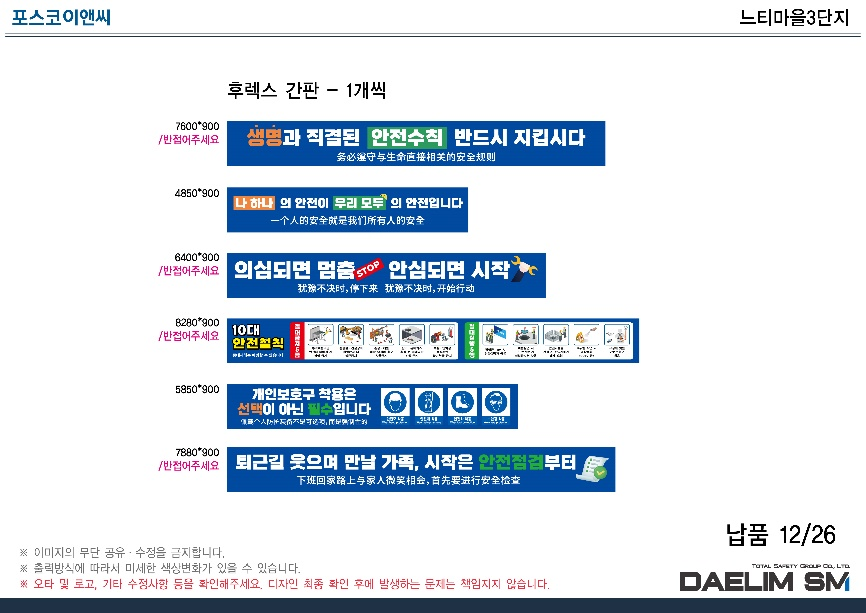 포스코이앤씨
느티마을3단지
후렉스 간판 - 1개씩
7600*900
/반접어주세요
생명과 직결된 안전수칙 반드시 지킵시다
务必遵守与生命直接相关的安全规则
4850*900
나 하나 의 안전이 우리 모두 의 안전입니다
一个人的安全就是我们所有人的安全
6400*900
/반접어주세요
의심되면 멈춤 STOP 안심되면 시작
犹豫不决时,停下来 犹豫不决时,开始行动
8280*900
/반접어주세요
10대
안전철칙
5850*900
개인보호구 착용은
선택이 아닌 필수입니다
7880*900
/반접어주세요
퇴근길 웃으며 만날 가족, 시작은 안전점검부터
下班回家路上与家人微笑相会,首先要进行安全检查
납품 12/26
※ 이미지의 무단 공유 · 수정을 금지합니다.
※ 출력방식에 따라서 미세한 색상변화가 있을 수 있습니다.
※ 오타 및 로고, 기타 수정사항 등을 확인해주세요. 디자인 최종 확인 후에 발생하는 문제는 책임지지 않습니다.
TOTAL SAFETY GROUP CO., LTD.
DAELIM SM